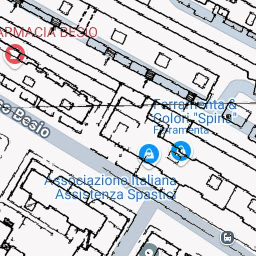 FARMACIA BESIO
Ferramenta &
Colori "Spina"
Ferramenta
Besio
Associazione Italiana
Assistenza Spastici